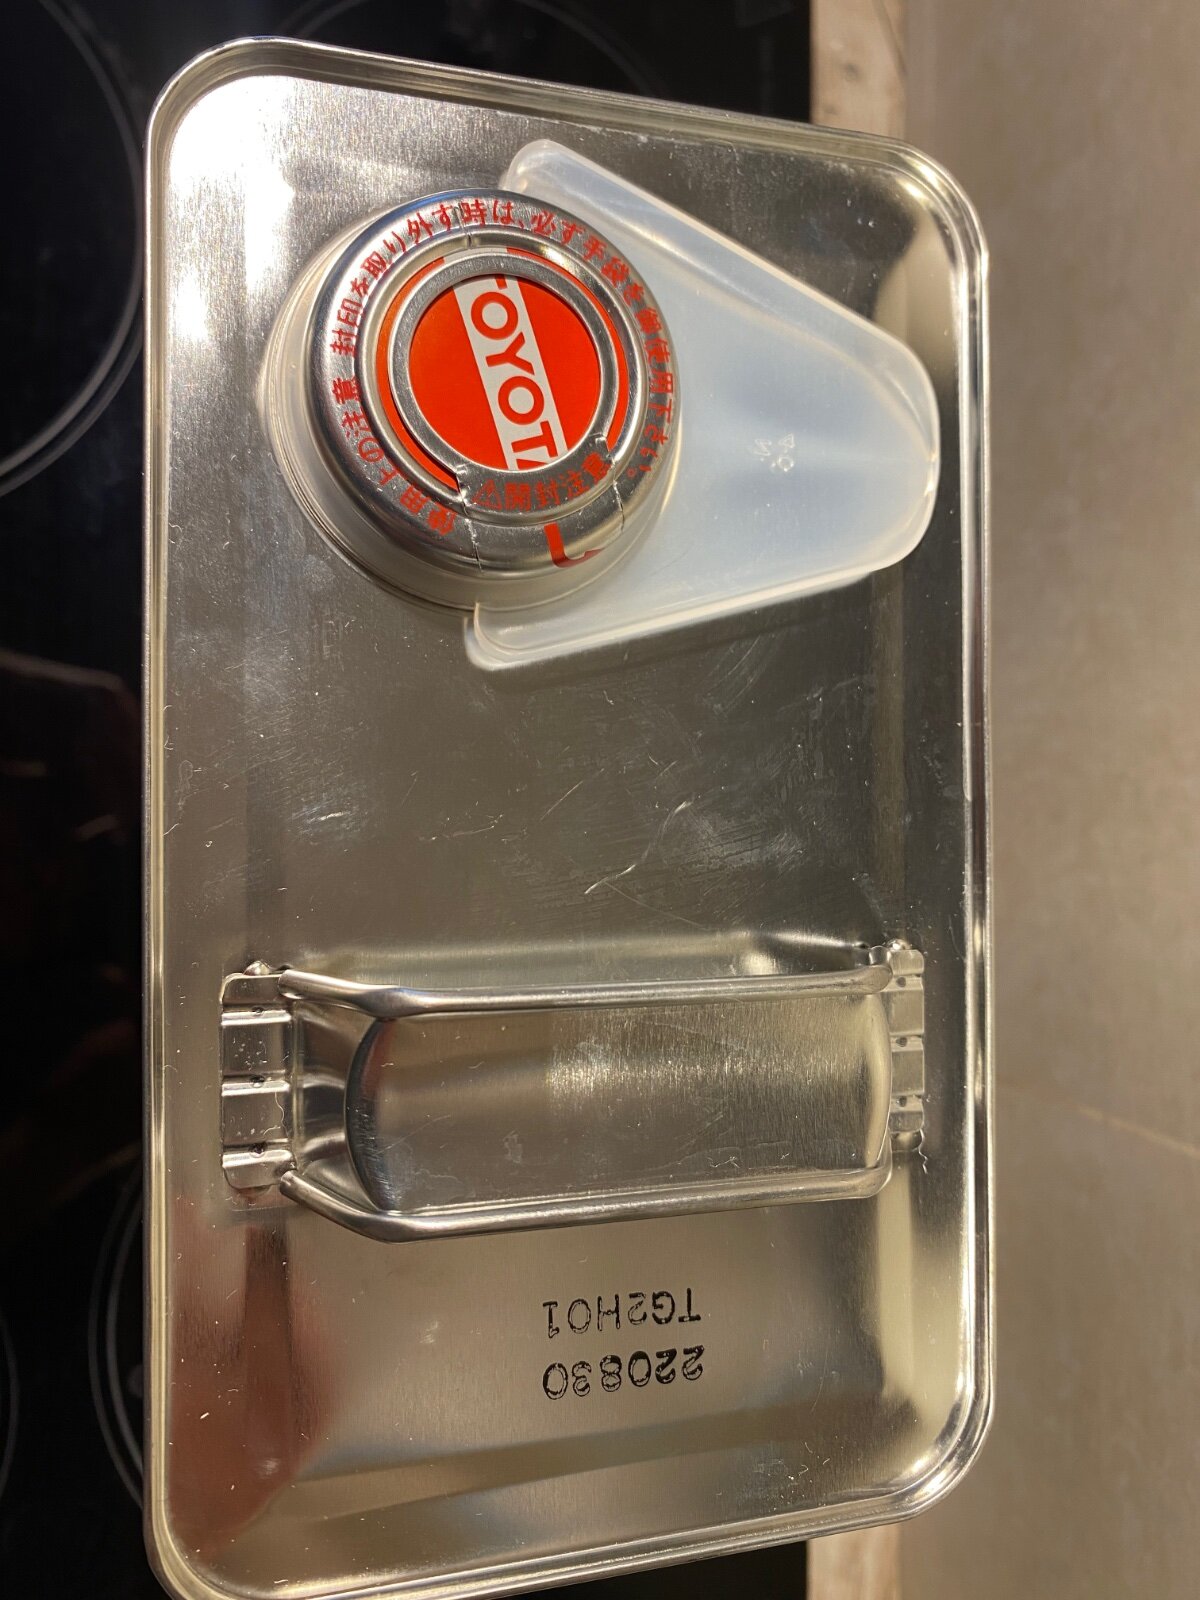 使用上の注意 封印を取り外す時は、必ず手袋を御使用下さい。
TOYOTA
⚠開封注意
TG2H01
220830